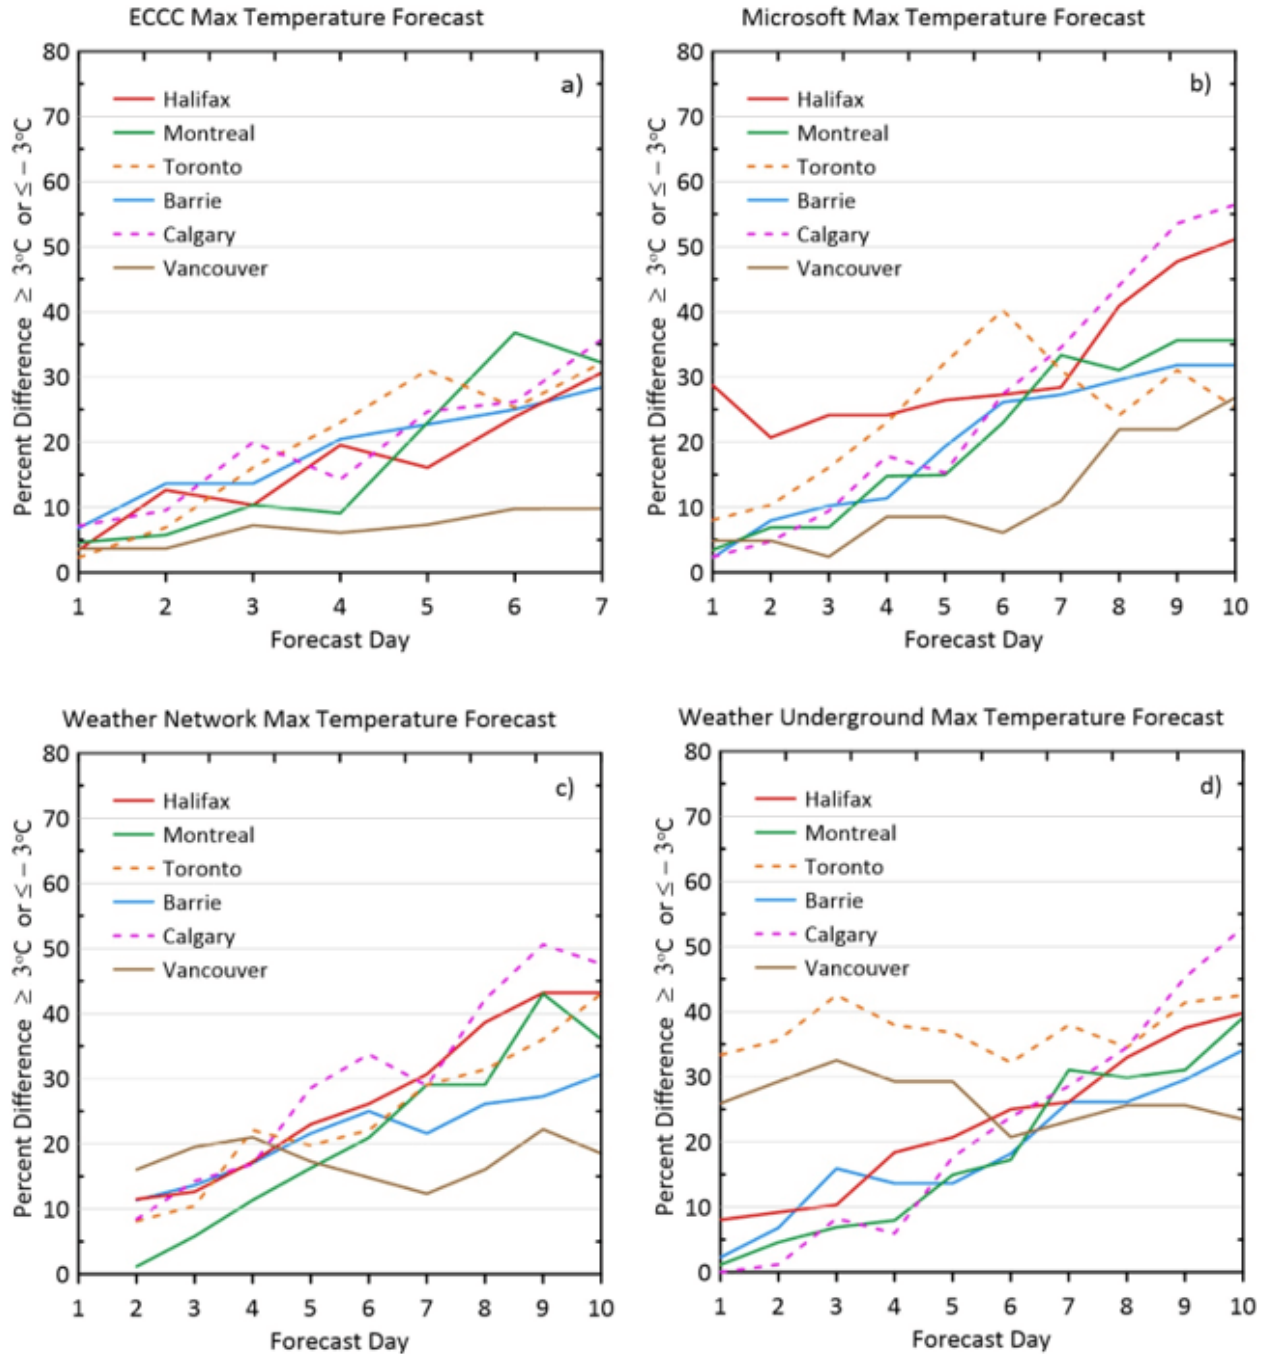 ECCC Max Temperature Forecast
80
70
60
50
40
30
20
10
0
Percent Difference ≥ 3°C or ≤ − 3°C
a)
Halifax
Montreal
Toronto
Barrie
Calgary
Vancouver
1 2 3 4 5 6 7
Forecast Day
Microsoft Max Temperature Forecast
80
70
60
50
40
30
20
10
0
Percent Difference ≥ 3°C or ≤ − 3°C
b)
Halifax
Montreal
Toronto
Barrie
Calgary
Vancouver
1 2 3 4 5 6 7 8 9 10
Forecast Day
Weather Network Max Temperature Forecast
80
70
60
50
40
30
20
10
0
Percent Difference ≥ 3°C or ≤ − 3°C
c)
Halifax
Montreal
Toronto
Barrie
Calgary
Vancouver
1 2 3 4 5 6 7 8 9 10
Forecast Day
Weather Underground Max Temperature Forecast
80
70
60
50
40
30
20
10
0
Percent Difference ≥ 3°C or ≤ − 3°C
d)
Halifax
Montreal
Toronto
Barrie
Calgary
Vancouver
1 2 3 4 5 6 7 8 9 10
Forecast Day